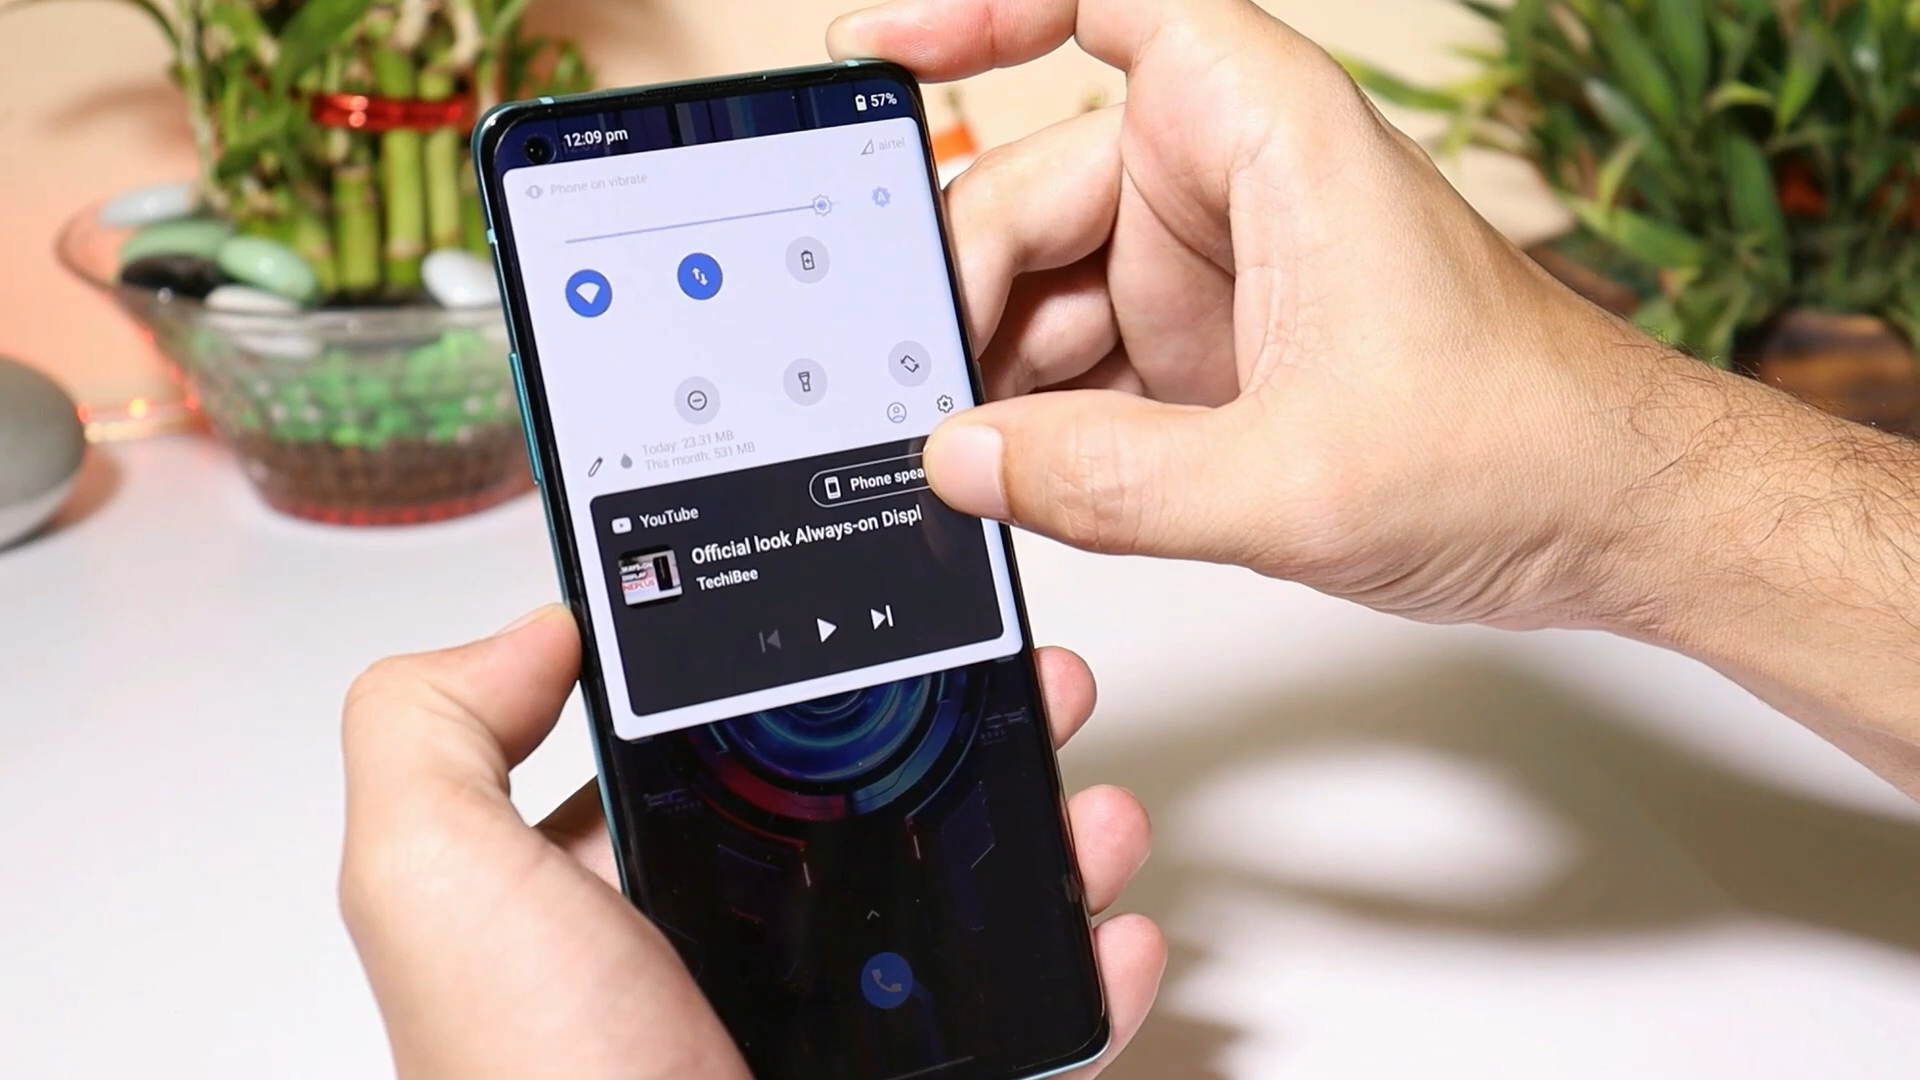 12:09 pm
57%
Phone on vibrate
airtel
Today: 23.31 MB
This month: 531 MB
YouTube
Phone spea
Official look Always-on Displ
TechiBee